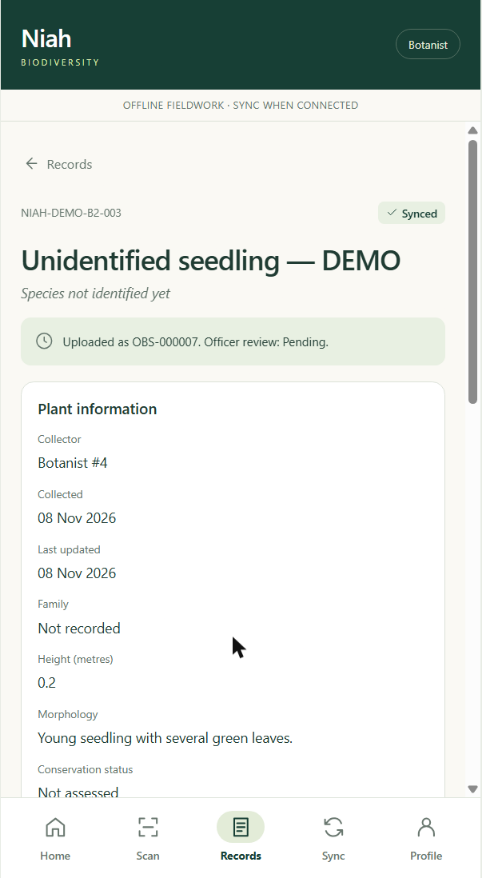 Niah
BIODIVERSITY
Botanist
OFFLINE FIELDWORK · SYNC WHEN CONNECTED
Records
NIAH-DEMO-B2-003
Synced
Unidentified seedling — DEMO
Species not identified yet
Uploaded as OBS-000007. Officer review: Pending.
Plant information
Collector
Botanist #4
Collected
08 Nov 2026
Last updated
08 Nov 2026
Family
Not recorded
Height (metres)
0.2
Morphology
Young seedling with several green leaves.
Conservation status
Not assessed
Home
Scan
Records
Sync
Profile